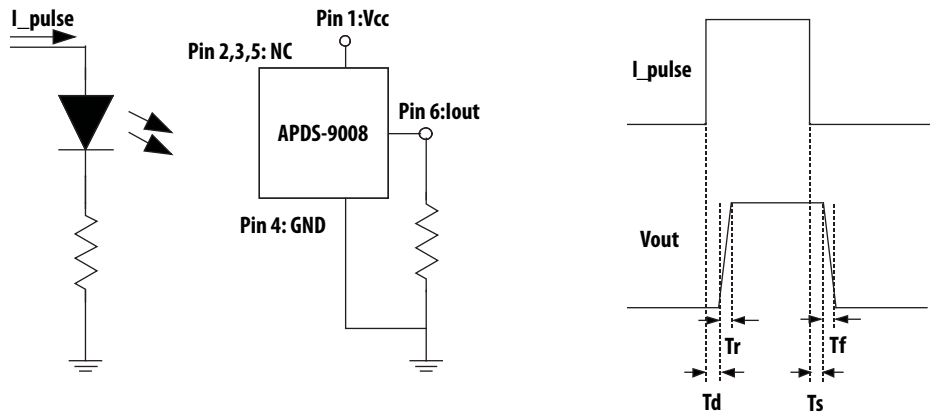 I_pulse
Pin 1:Vcc
Pin 2,3,5: NC
APDS-9008
Pin 6:Iout
Pin 4: GND
I_pulse
Vout
Tr
Tf
Td
Ts